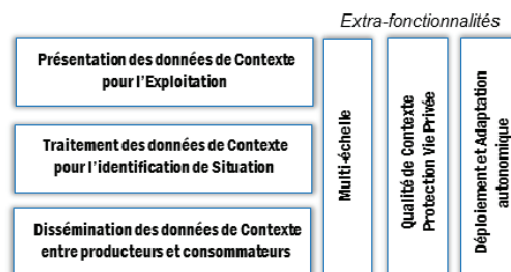 Extra-fonctionnalités
Présentation des données de Contexte
pour l'Exploitation
Traitement des données de Contexte
pour l'identification de Situation
Dissémination des données de Contexte
entre producteurs et consommateurs
Multi-échelle
Qualité de Contexte
Protection Vie Privée
Déploiement et Adaptation
autonomique